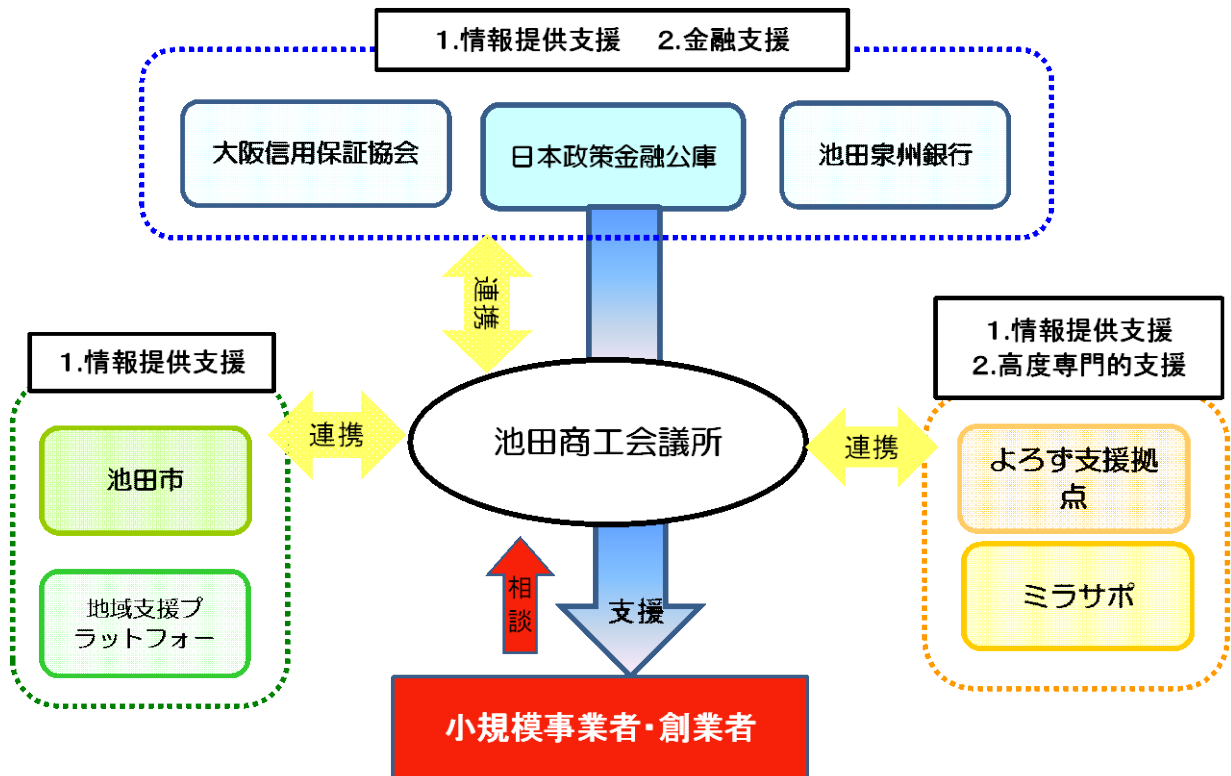 1.情報提供支援　2.金融支援
大阪信用保証協会
日本政策金融公庫
池田泉州銀行
連携
1.情報提供支援
池田市
地域支援プ
ラットフォー
連携
池田商工会議所
連携
1.情報提供支援
2.高度専門的支援
よろず支援拠
点
ミラサポ
相談
支援
小規模事業者・創業者